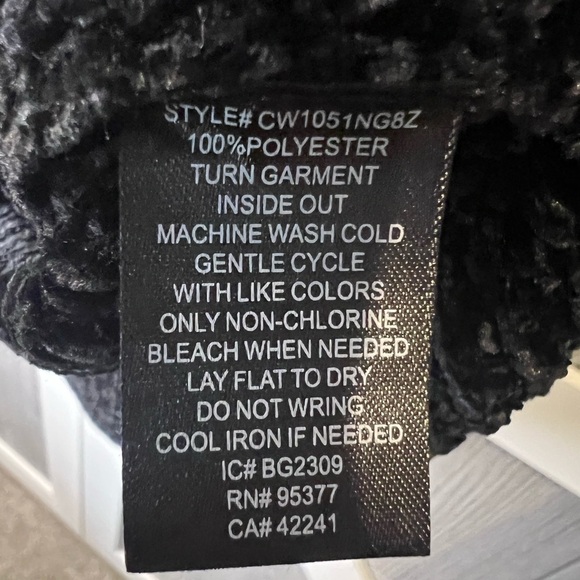 STYLE# CW1051NG8Z
100%POLYESTER
TURN GARMENT
INSIDE OUT
MACHINE WASH COLD
GENTLE CYCLE
WITH LIKE COLORS
ONLY NON-CHLORINE
BLEACH WHEN NEEDED
LAY FLAT TO DRY
DO NOT WRING
COOL IRON IF NEEDED
IC# BG2309
RN# 95377
CA# 42241